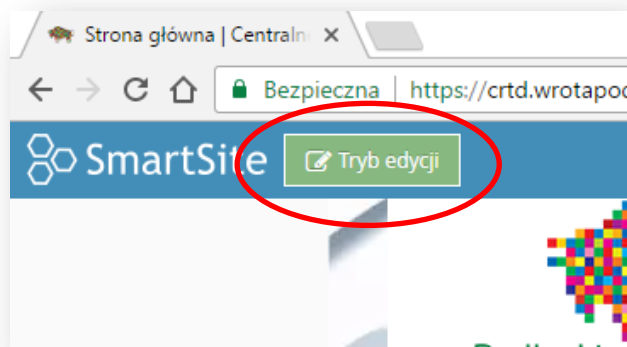 Strona główna | Centraln
Bezpieczna | https://crtd.wrotapod
SmartSite Tryb edycji